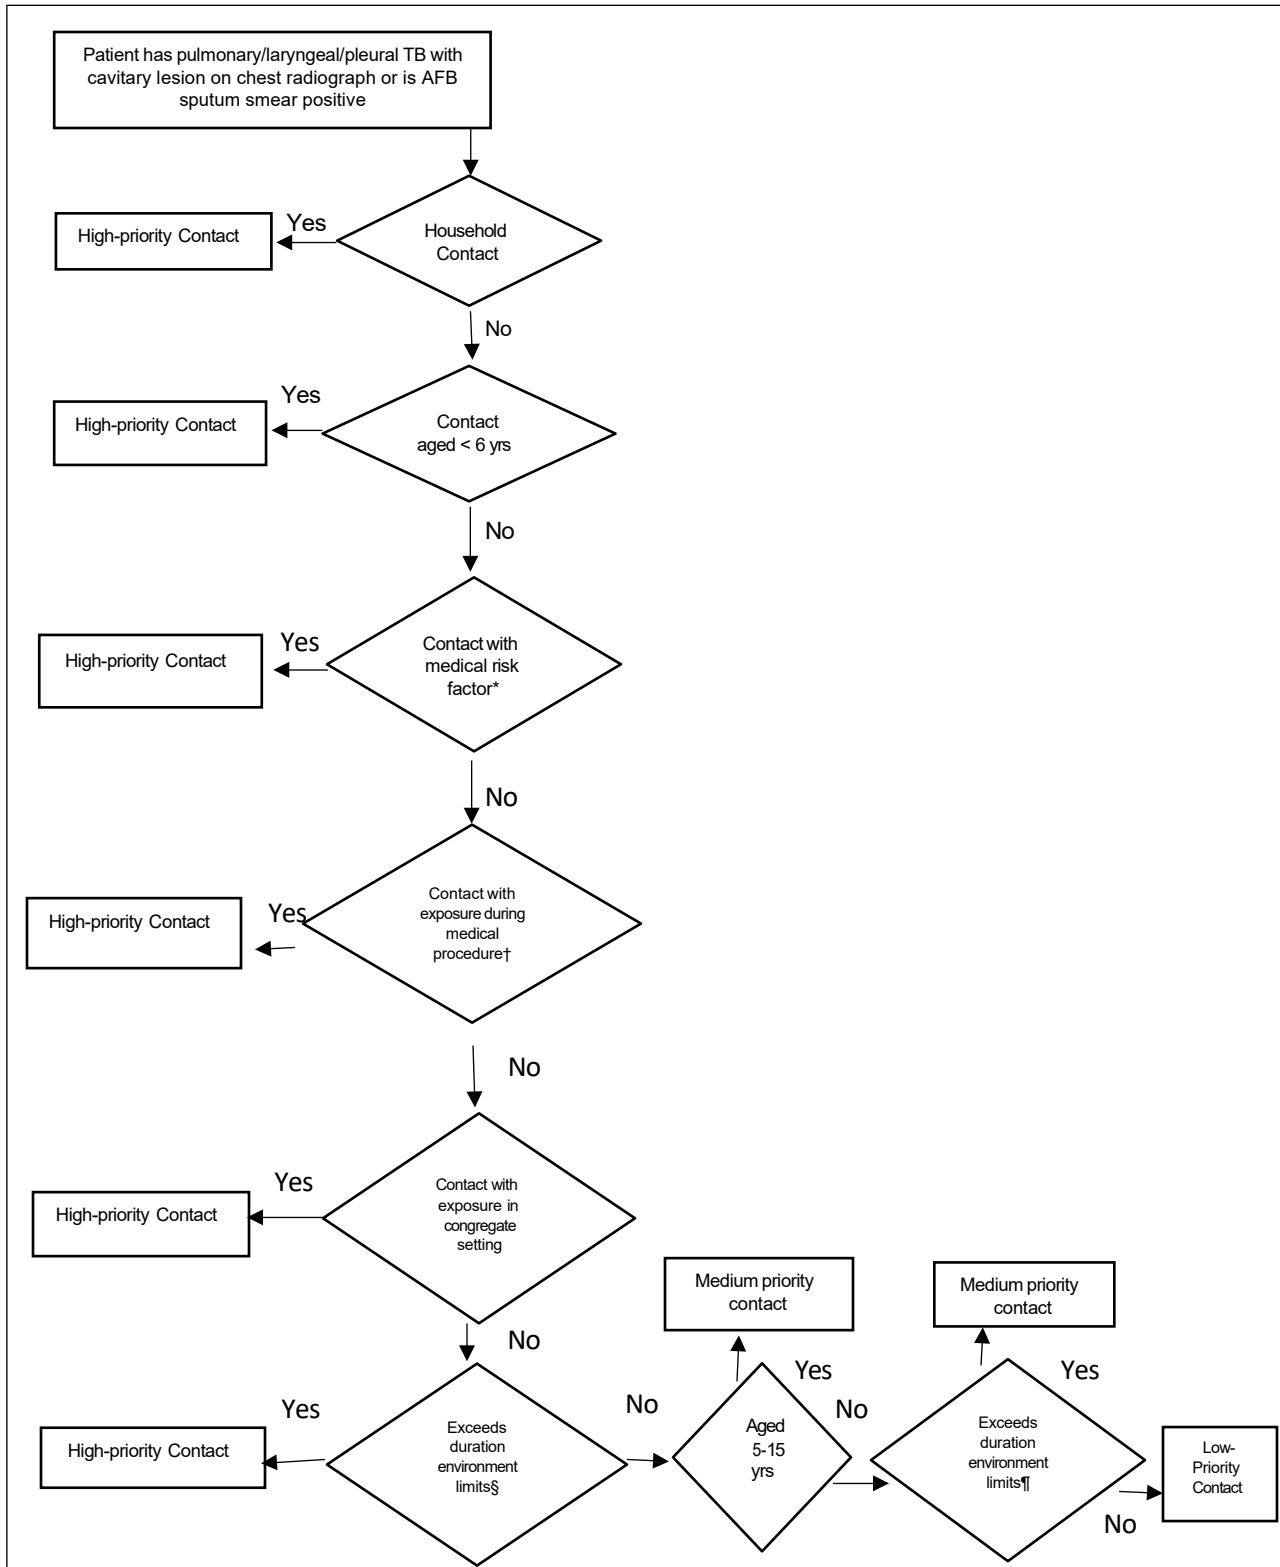 Patient has pulmonary/laryngeal/pleural TB with
cavitary lesion on chest radiograph or is AFB
sputum smear positive
High-priority Contact
Yes
Household
Contact
No
High-priority Contact
Yes
Contact
aged < 6 yrs
No
High-priority Contact
Yes
Contact with
medical risk
factor*
No
High-priority Contact
Yes
Contact with
exposure during
medical
procedure†
No
High-priority Contact
Yes
Contact with
exposure in
congregate
setting
No
High-priority Contact
Yes
Exceeds
duration
environment
limits§
No
Medium priority
contact
Yes
Aged
5-15
yrs
No
Medium priority
contact
Yes
Exceeds
duration
environment
limits¶
No
Low-
Priority
Contact